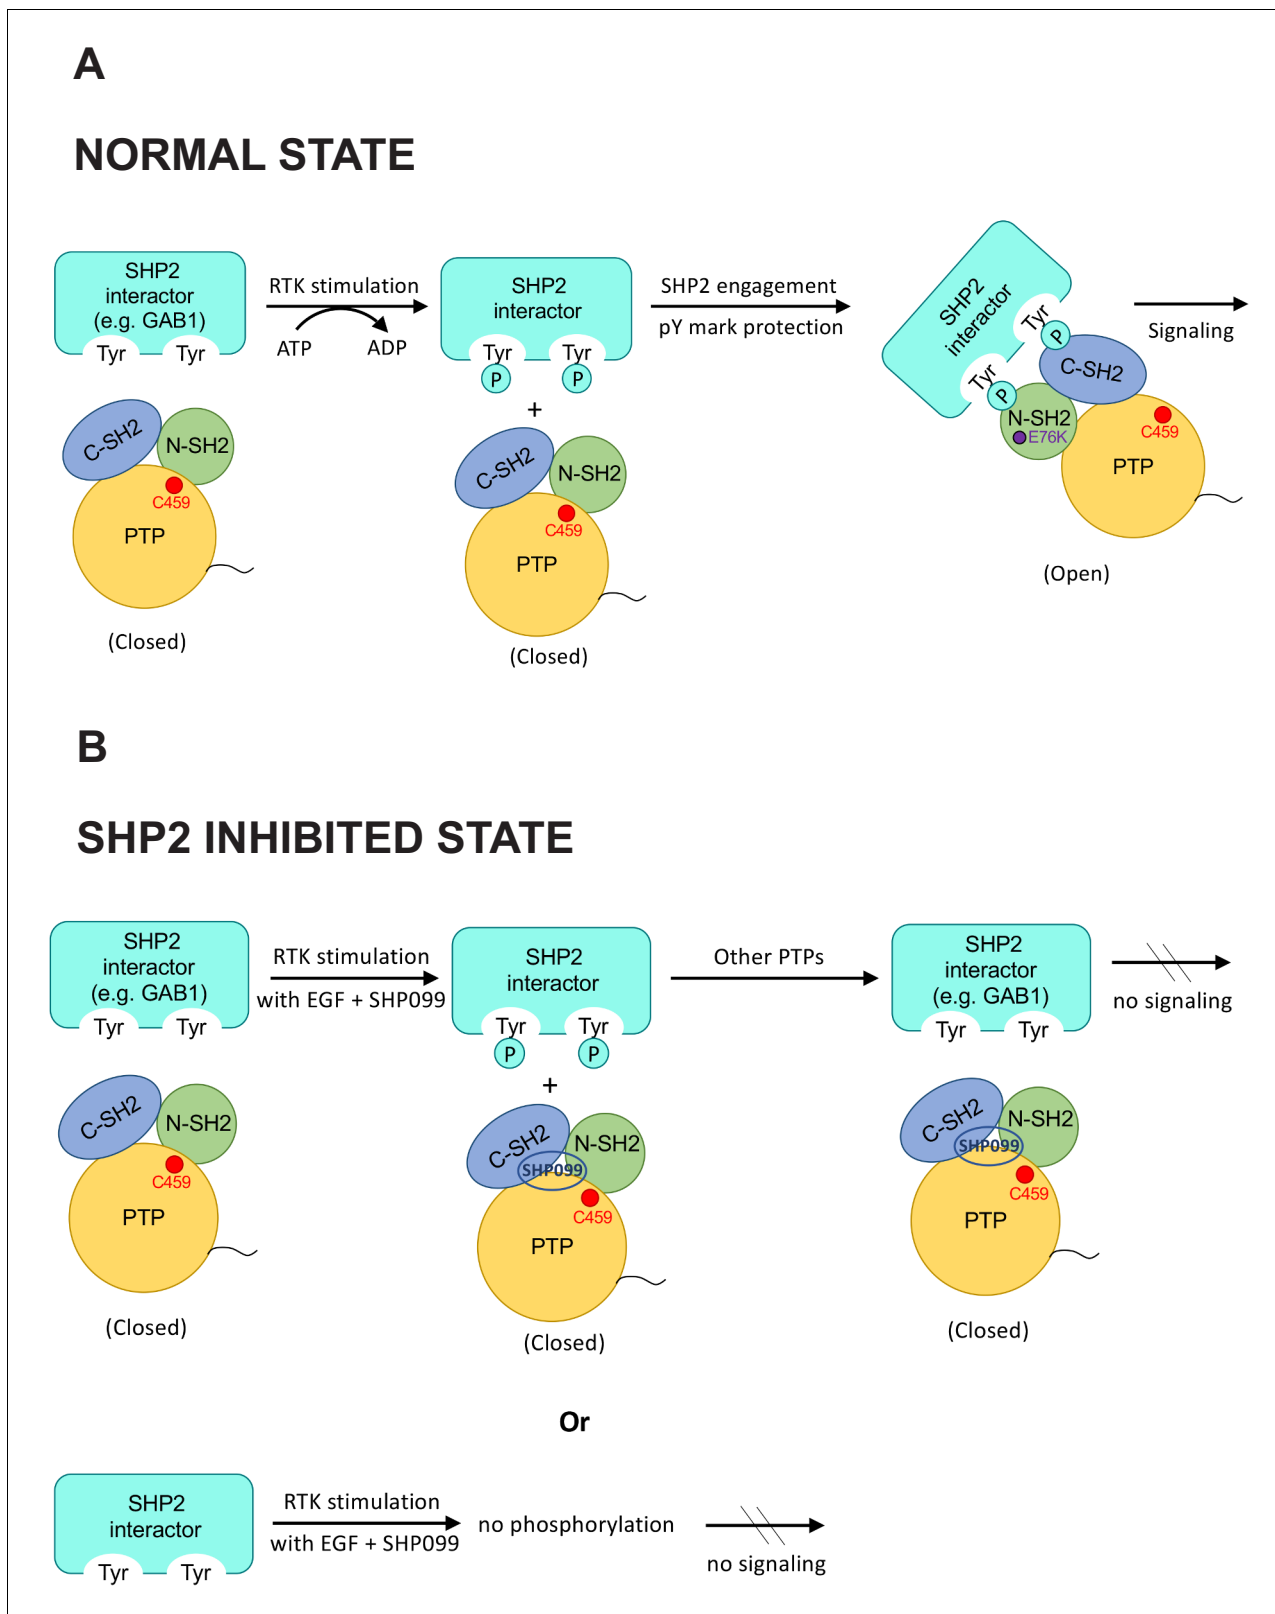 A
NORMAL STATE
SHP2
interactor
(e.g. GAB1)
Tyr Tyr
C-SH2
N-SH2
C459
PTP
(Closed)
RTK stimulation
ATP
ADP
SHP2
interactor
Tyr Tyr
P P
+
C-SH2
N-SH2
C459
PTP
(Closed)
SHP2 engagement
pY mark protection
SHP2
interactor
Tyr
P
Tyr
P
C-SH2
N-SH2
E76K
C459
PTP
(Open)
Signaling
B
SHP2 INHIBITED STATE
SHP2
interactor
(e.g. GAB1)
Tyr Tyr
C-SH2
N-SH2
C459
PTP
(Closed)
RTK stimulation
with EGF + SHP099
SHP2
interactor
Tyr Tyr
P P
+
C-SH2
N-SH2
SHP099
C459
PTP
(Closed)
Other PTPs
SHP2
interactor
(e.g. GAB1)
Tyr Tyr
C-SH2
N-SH2
SHP099
C459
PTP
(Closed)
no signaling
Or
SHP2
interactor
Tyr Tyr
RTK stimulation
with EGF + SHP099
no phosphorylation
no signaling